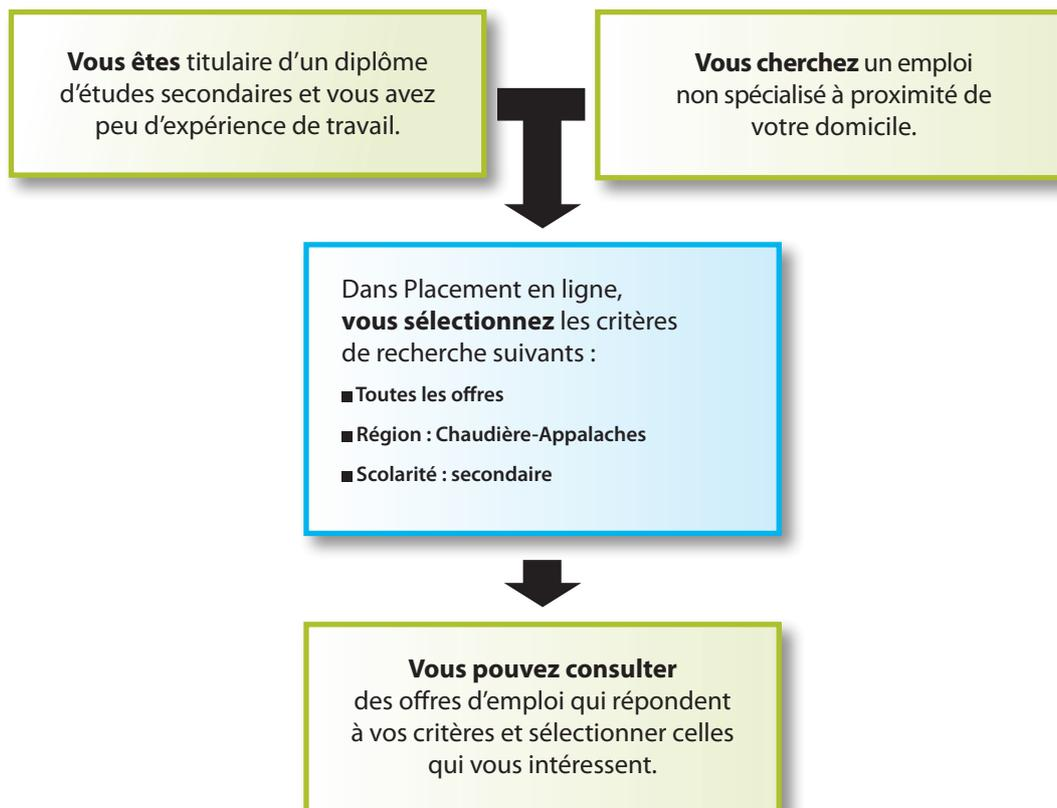 Vous êtes titulaire d’un diplôme
d’études secondaires et vous avez
peu d’expérience de travail.
Vous cherchez un emploi
non spécialisé à proximité de
votre domicile.
Dans Placement en ligne,
vous sélectionnez les critères
de recherche suivants :
■ Toutes les offres
■ Région : Chaudière-Appalaches
■ Scolarité : secondaire
Vous pouvez consulter
des offres d’emploi qui répondent
à vos critères et sélectionner celles
qui vous intéressent.